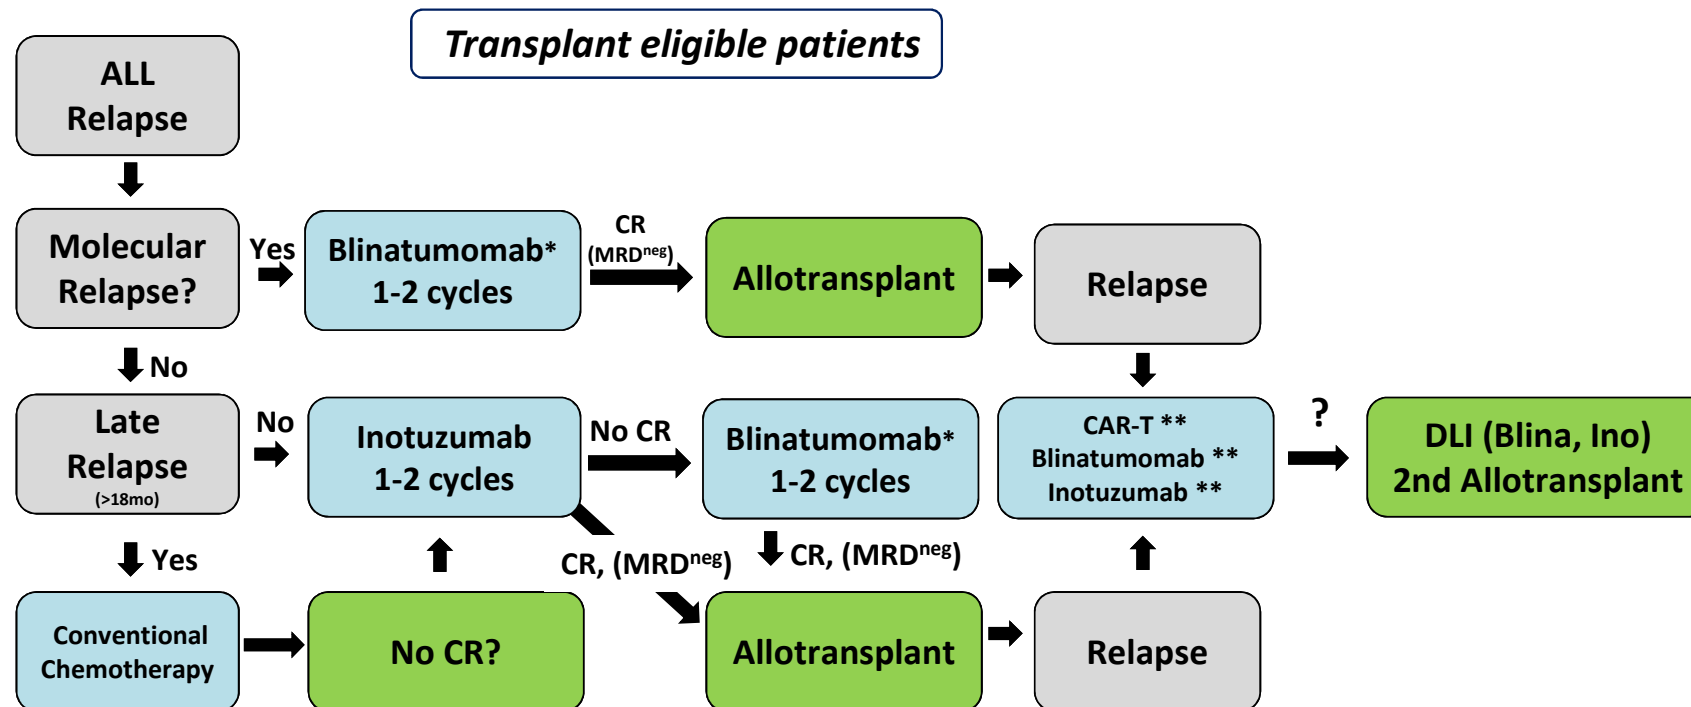 Transplant eligible patients
ALL
Relapse
Molecular
Relapse?
Yes
Blinatumomab*
1-2 cycles
CR
(MRDneg)
Allotransplant
Relapse
No
Late
Relapse
(>18mo)
No
Inotuzumab
1-2 cycles
No CR
Blinatumomab*
1-2 cycles
CAR-T **
Blinatumomab **
Inotuzumab **
?
DLI (Blina, Ino)
2nd Allotransplant
Yes
CR, (MRDneg)
CR, (MRDneg)
Conventional
Chemotherapy
No CR?
Allotransplant
Relapse